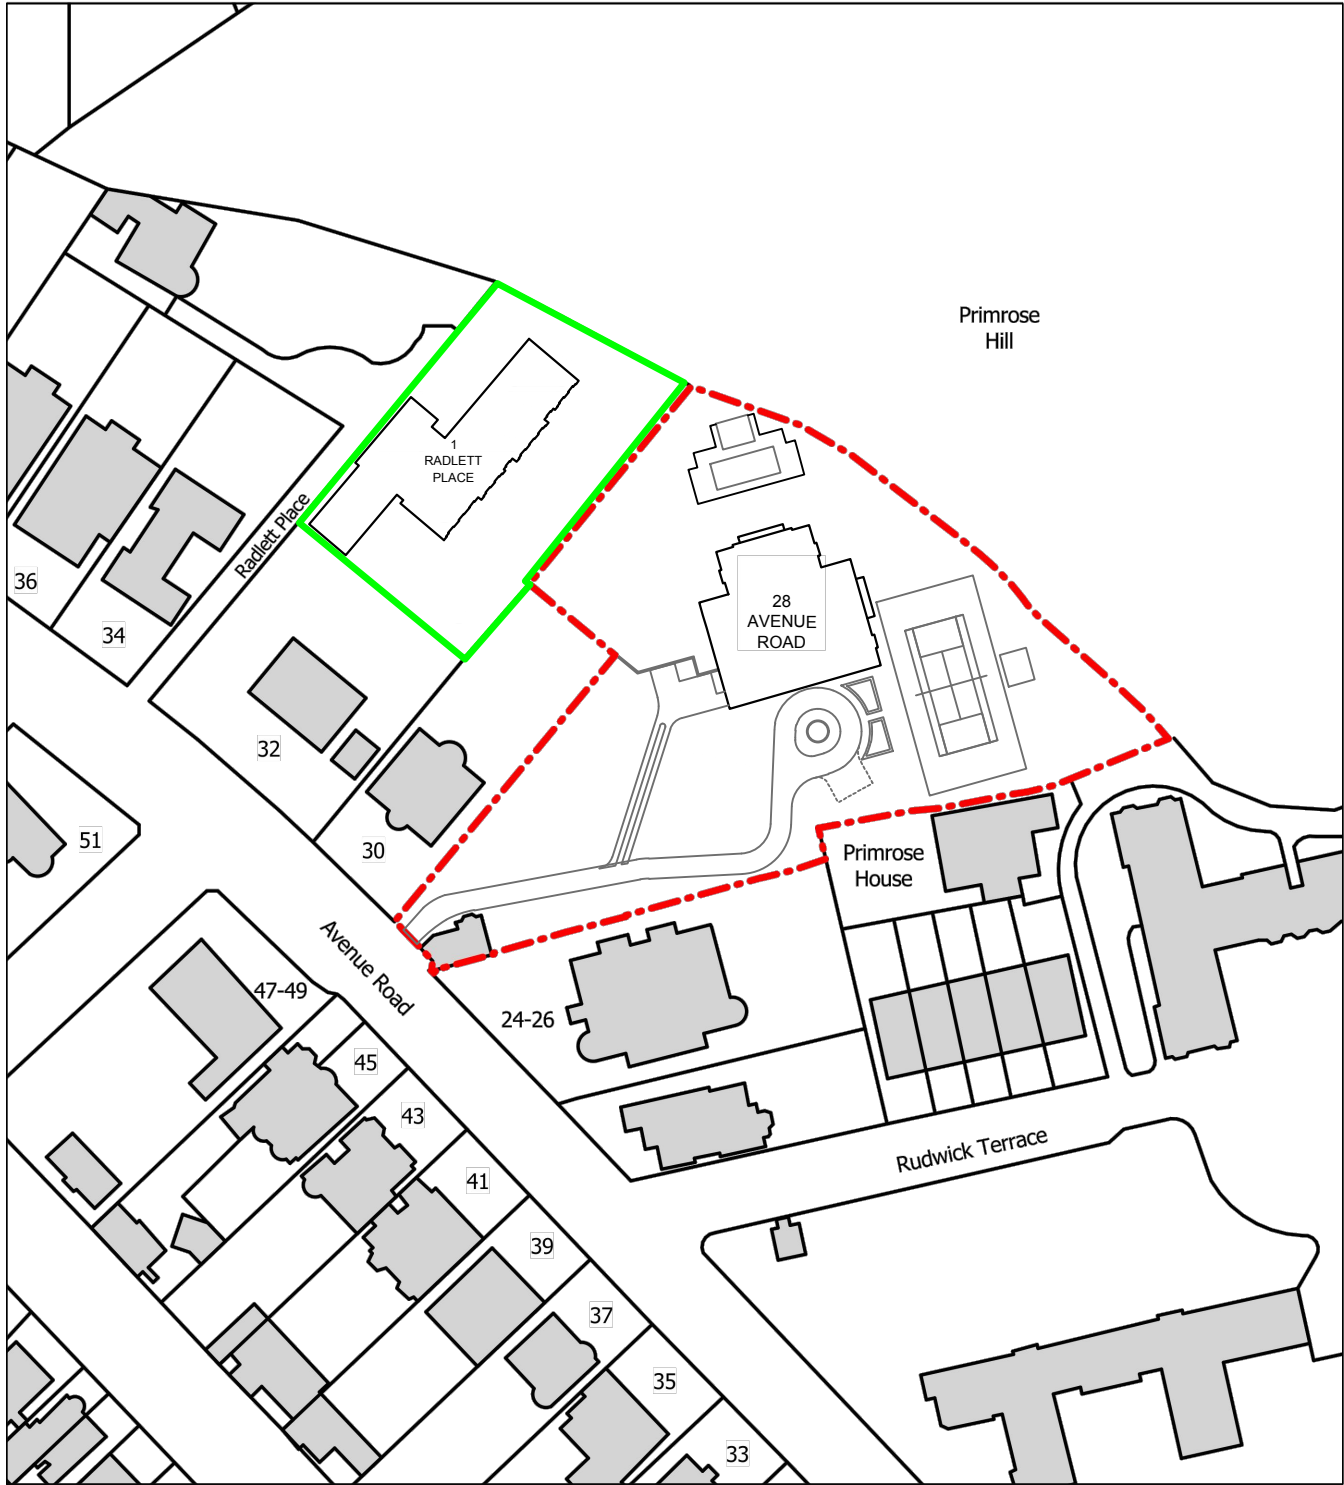 Primrose
Hill
1
RADLETT
PLACE
Radlett Place
36
34
28
AVENUE
ROAD
32
51
30
Primrose
House
Avenue Road
47-49
24-26
45
43
Rudwick Terrace
41
39
37
35
33